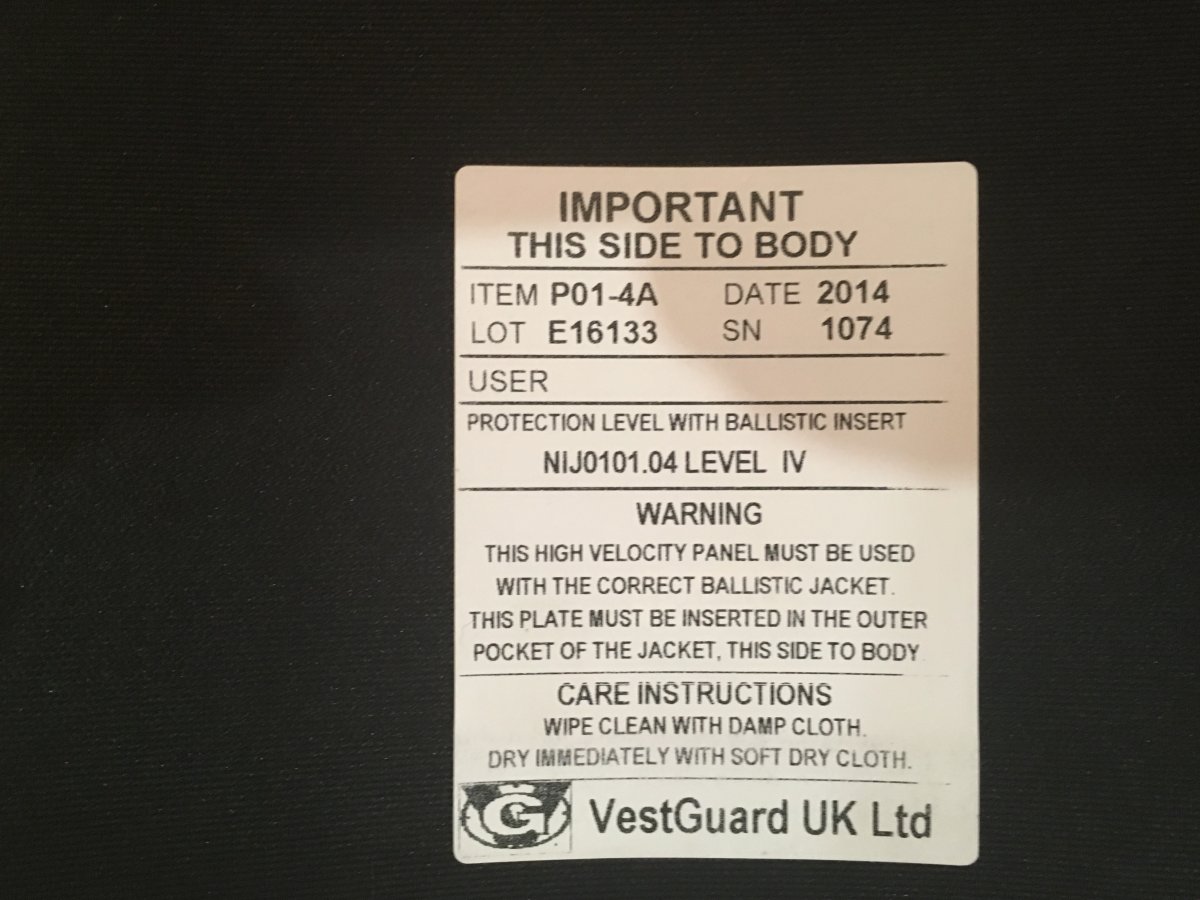 IMPORTANT
THIS SIDE TO BODY
ITEM P01-4A DATE 2014
LOT E16133 SN 1074
USER
PROTECTION LEVEL WITH BALLISTIC INSERT
NIJ0101.04 LEVEL IV
WARNING
THIS HIGH VELOCITY PANEL MUST BE USED
WITH THE CORRECT BALLISTIC JACKET.
THIS PLATE MUST BE INSERTED IN THE OUTER
POCKET OF THE JACKET, THIS SIDE TO BODY
CARE INSTRUCTIONS
WIPE CLEAN WITH DAMP CLOTH.
DRY IMMEDIATELY WITH SOFT DRY CLOTH.
G VestGuard UK Ltd